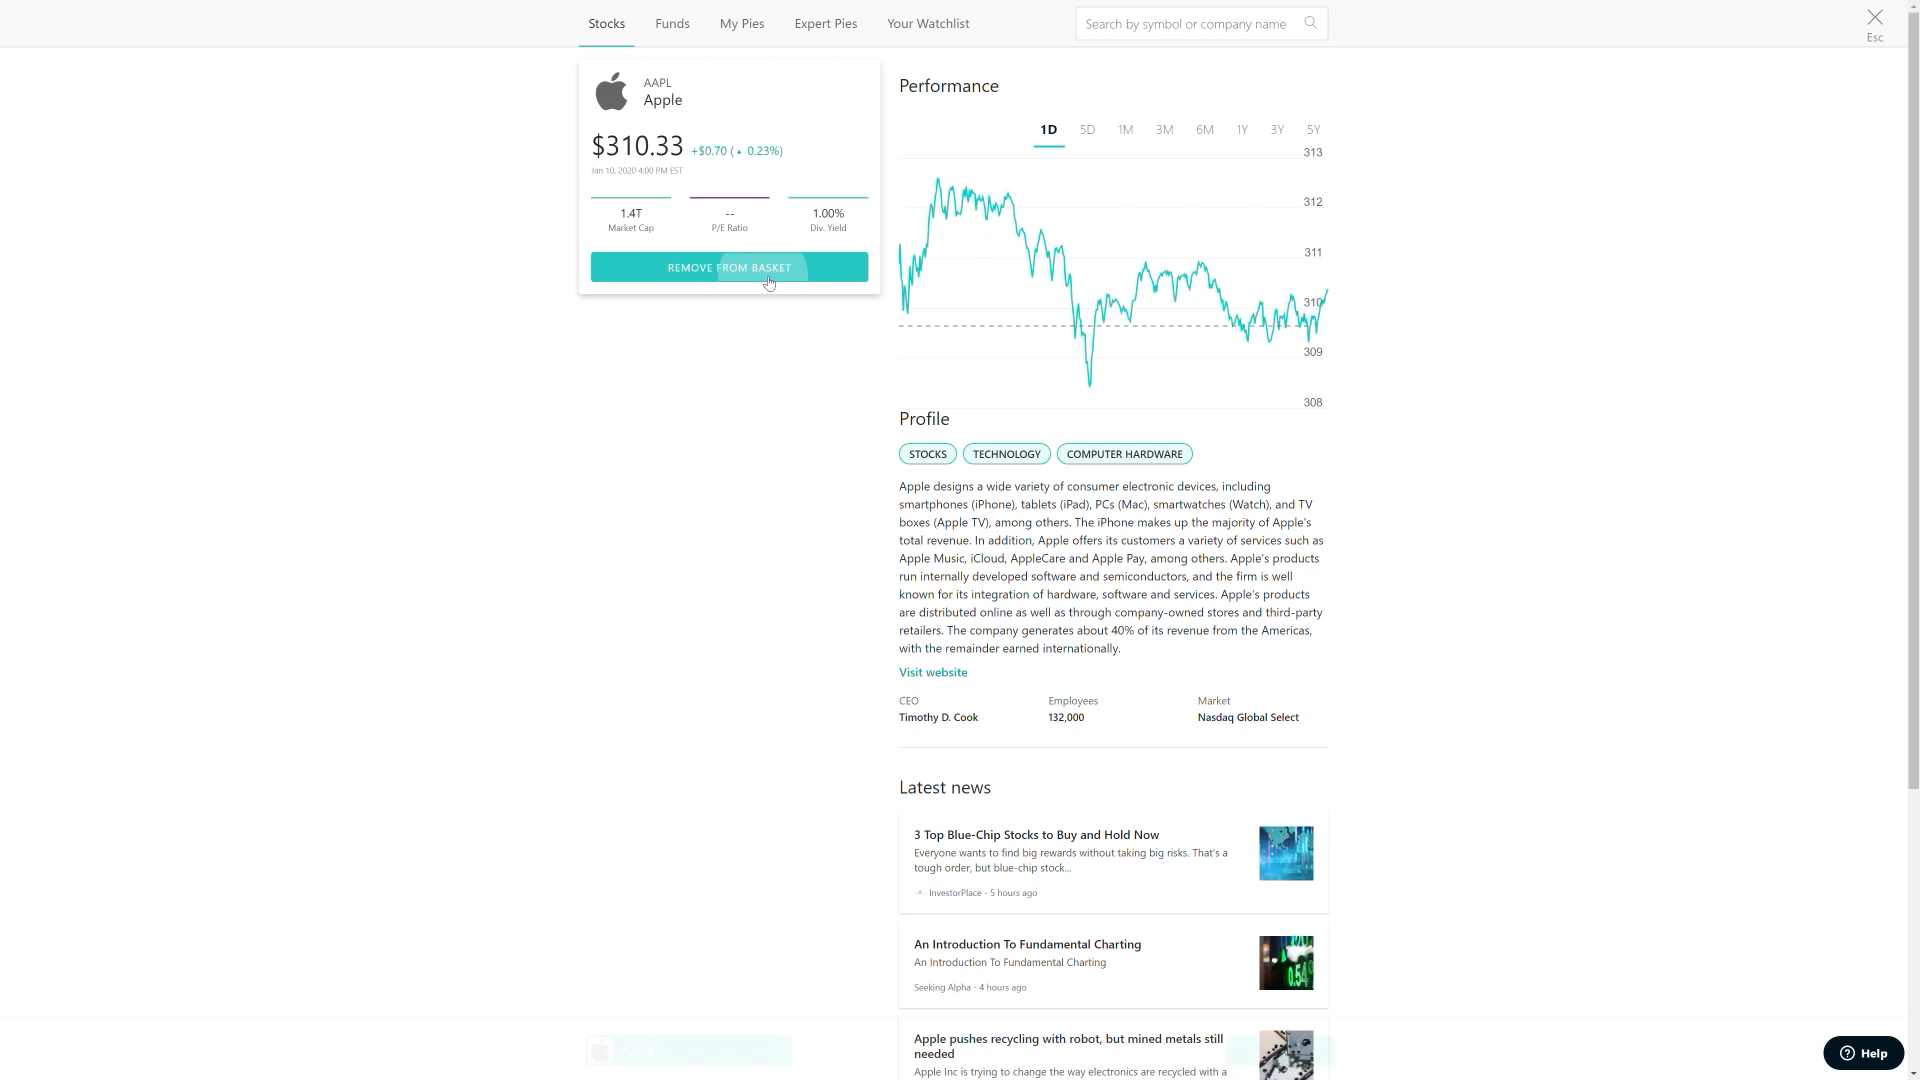 Stocks
Funds
My Pies
Expert Pies
Your Watchlist
Search by symbol or company name
Esc
AAPL
Apple
$310.33 +$0.70 (▲ 0.23%)
Jan 10, 2020 4:00 PM EST
1.4T
Market Cap
--
P/E Ratio
1.00%
Div. Yield
REMOVE FROM BASKET
Performance
1D 5D 1M 3M 6M 1Y 3Y 5Y
313
312
311
310
309
308
Profile
STOCKS
TECHNOLOGY
COMPUTER HARDWARE
Apple designs a wide variety of consumer electronic devices, including
smartphones (iPhone), tablets (iPad), PCs (Mac), smartwatches (Watch), and TV
boxes (Apple TV), among others. The iPhone makes up the majority of Apple's
total revenue. In addition, Apple offers its customers a variety of services such as
Apple Music, iCloud, AppleCare and Apple Pay, among others. Apple's products
run internally developed software and semiconductors, and the firm is well
known for its integration of hardware, software and services. Apple's products
are distributed online as well as through company-owned stores and third-party
retailers. The company generates about 40% of its revenue from the Americas,
with the remainder earned internationally.
Visit website
CEO
Timothy D. Cook
Employees
132,000
Market
Nasdaq Global Select
Latest news
3 Top Blue-Chip Stocks to Buy and Hold Now
Everyone wants to find big rewards without taking big risks. That's a
tough order, but blue-chip stock...
InvestorPlace - 5 hours ago
An Introduction To Fundamental Charting
An Introduction To Fundamental Charting
Seeking Alpha - 4 hours ago
0.54
Apple pushes recycling with robot, but mined metals still
needed
Apple Inc is trying to change the way electronics are recycled with a
Help